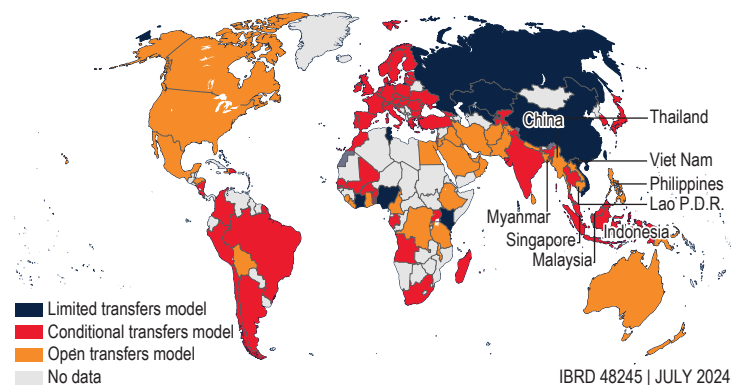 China
Thailand
Viet Nam
Philippines
Lao P.D.R.
Myanmar
Singapore
Indonesia
Malaysia
Limited transfers model
Conditional transfers model
Open transfers model
No data
IBRD 48245 | JULY 2024